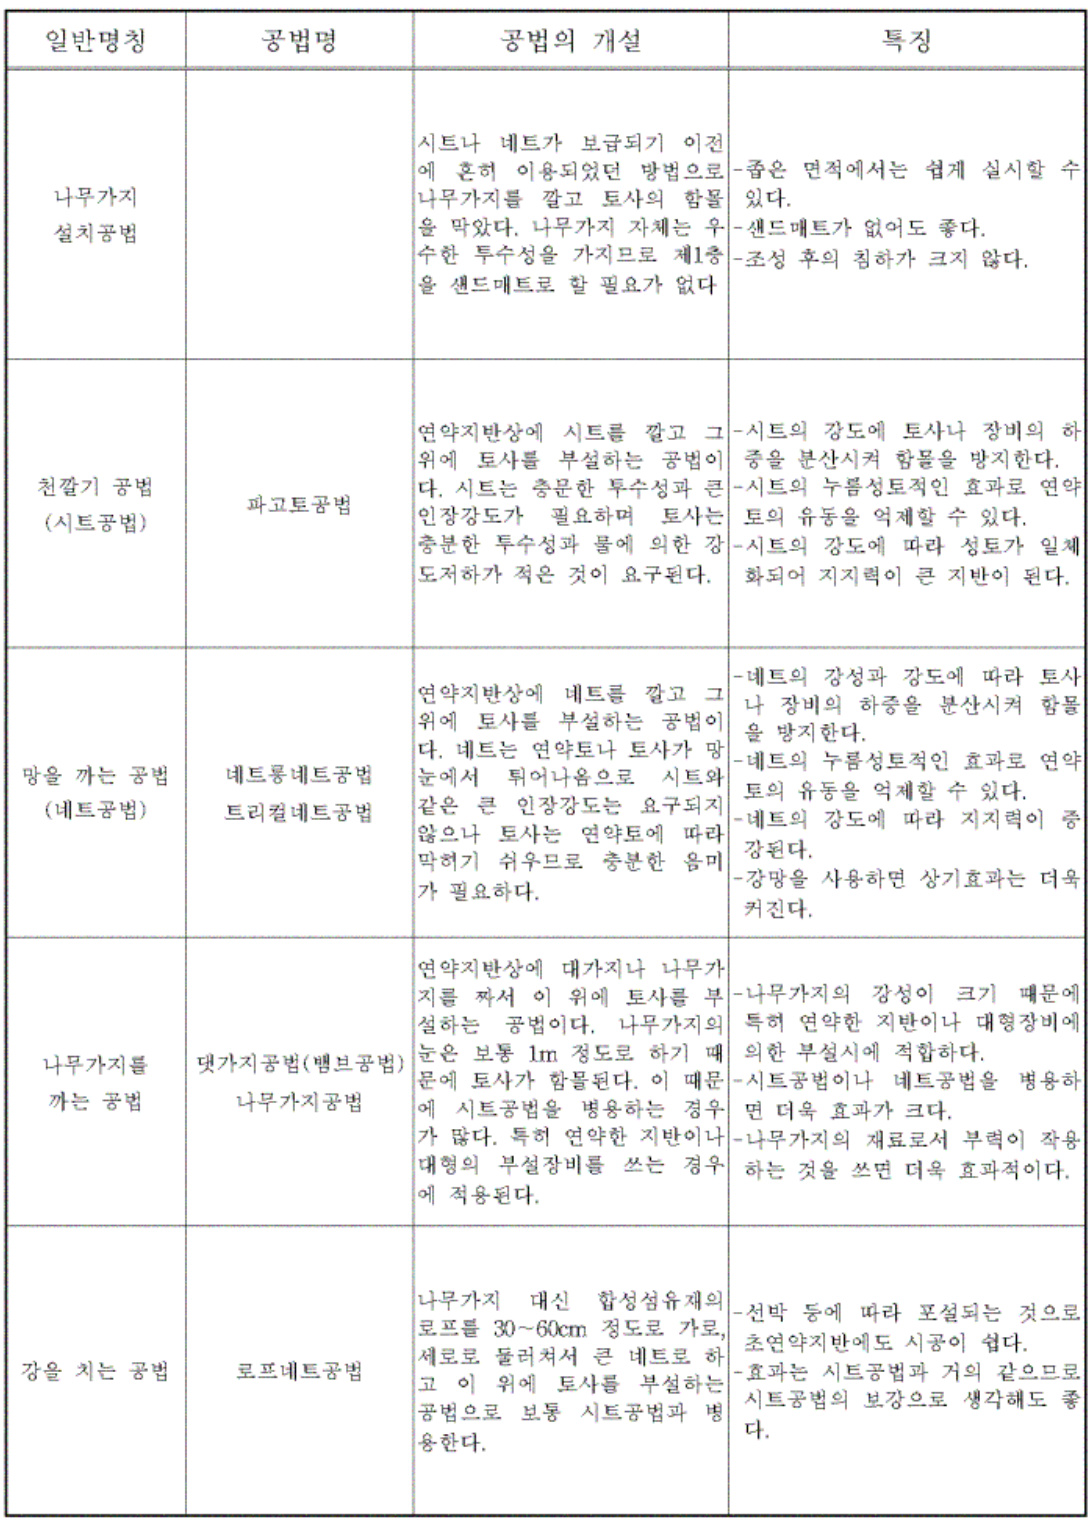 일반명칭 공법명 공법의 개설 특징
나무가지
설치공법
시트나 네트가 보급되기 이전
에 흔히 이용되었던 방법으로
나무가지를 깔고 토사의 함몰
을 막았다. 나무가지 자체는 우
수한 투수성을 가지므로 제1층
을 샌드매트로 할 필요가 없다
-좁은 면적에서는 쉽게 실시할 수
있다.
-샌드매트가 없어도 좋다.
-조성 후의 침하가 크지 않다.
천깔기 공법
(시트공법)
파고토공법
연약지반상에 시트를 깔고 그
위에 토사를 부설하는 공법이
다. 시트는 충문한 투수성과 큰
인장강도가 필요하며 토사는
충분한 투수성과 물에 의한 강
도저하가 적은 것이 요구된다.
-시트의 강도에 토사나 장비의 하
중을 분산시켜 함몰을 방지한다.
-시트의 누름성토적인 효과로 연약
토의 유동을 억제할 수 있다.
-시트의 강도에 따라 성토가 일체
화되어 지지력이 큰 지반이 된다.
망을 까는 공법
(네트공법)
네트롱네트공법
트리컬네트공법
연약지반상에 네트를 깔고 그
위에 토사를 부설하는 공법이
다. 네트는 연약토나 토사가 망
눈에서 튀어나옴으로 시트와
같은 큰 인장강도는 요구되지
않으나 토사는 연약토에 따라
막히기 쉬우므로 충분한 음미
가 필요하다.
-네트의 강성과 강도에 따라 토사
나 장비의 하중을 분산시켜 함몰
을 방지한다.
-네트의 누름성토적인 효과로 연약
토의 유동을 억제할 수 있다.
-네트의 강도에 따라 지지력이 증
강된다.
-강망을 사용하면 상기효과는 더욱
커진다.
나무가지를
까는 공법
댓가지공법(뱀브공법)
나무가지공법
연약지반상에 대가지나 나무가
지를 짜서 이 위에 토사를 부
설하는 공법이다. 나무가지의
눈은 보통 1m 정도로 하기 때
문에 토사가 함몰된다. 이 때문
에 시트공법을 병용하는 경우
가 많다. 특히 연약한 지반이나
대형의 부설장비를 쓰는 경우
에 적용된다.
-나무가지의 강성이 크기 때문에
특히 연약한 지반이나 대형장비에
의한 부설시에 적합하다.
-시트공법이나 네트공법을 병용하
면 더욱 효과가 크다.
-나무가지의 재료로서 부력이 작용
하는 것을 쓰면 더욱 효과적이다.
강을 치는 공법
로프네트공법
나무가지 대신 합성섬유재의
로프를 30~60cm 정도로 가로,
세로로 둘러쳐서 큰 네트로 하
고 이 위에 토사를 부설하는
공법으로 보통 시트공법과 병
용한다.
-선박 등에 따라 포설되는 것으로
초연약지반에도 시공이 쉽다.
-효과는 시트공법과 거의 같으므로
시트공법의 보강으로 생각해도 좋
다.